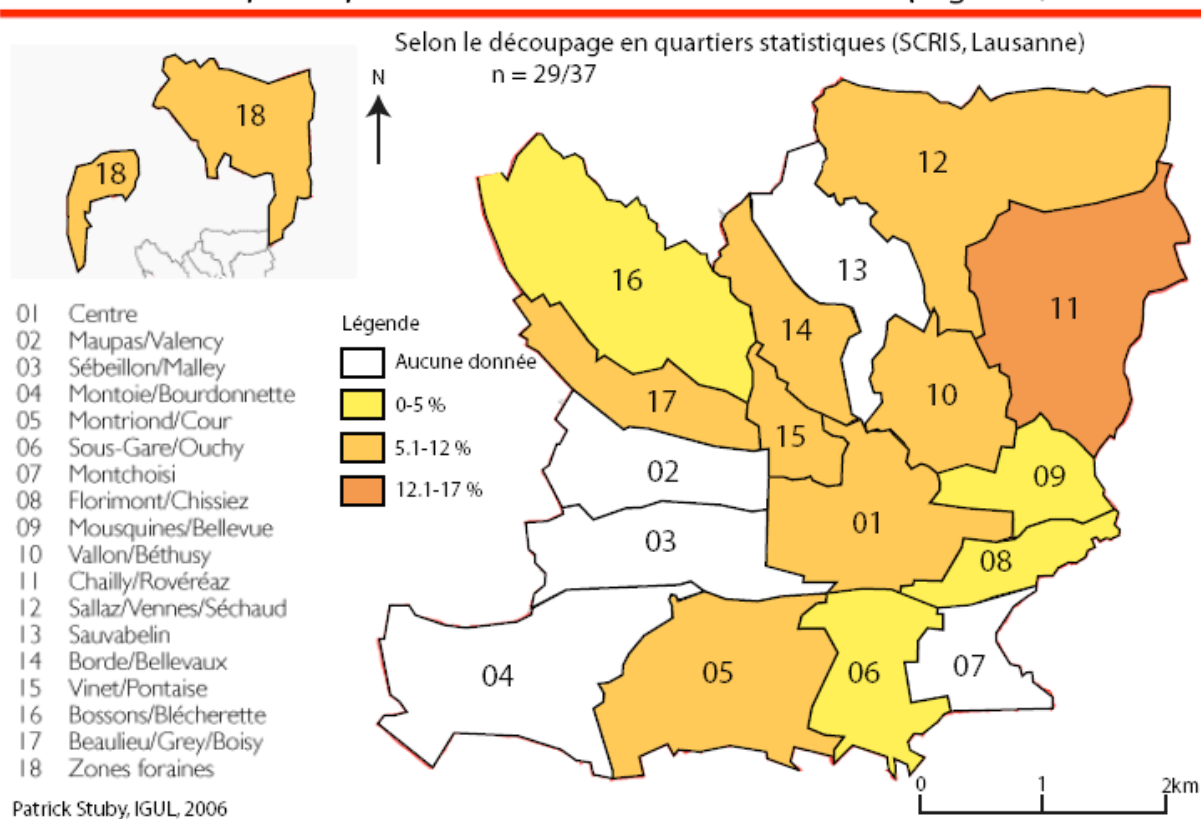 Selon le découpage en quartiers statistiques (SCRIS, Lausanne)
n = 29/37
N
18
18
12
13
16
11
14
10
17
15
02
09
01
03
08
04
05
06
07
01 Centre
02 Maupas/Valency
03 Sébeillon/Malley
04 Montoie/Bourdonnette
05 Montriond/Cour
06 Sous-Gare/Ouchy
07 Montchoisi
08 Florimont/Chissiez
09 Mousquines/Bellevue
10 Vallon/Béthusy
11 Chailly/Rovéréaz
12 Sallaz/Vennes/Séchaud
13 Sauvabelin
14 Borde/Bellevaux
15 Vinet/Pontaise
16 Bossons/Blécherette
17 Beaulieu/Grey/Boisy
18 Zones foraines
Légende
Aucune donnée
0-5 %
5.1-12 %
12.1-17 %
0 1 2km
Patrick Stuby, IGUL, 2006